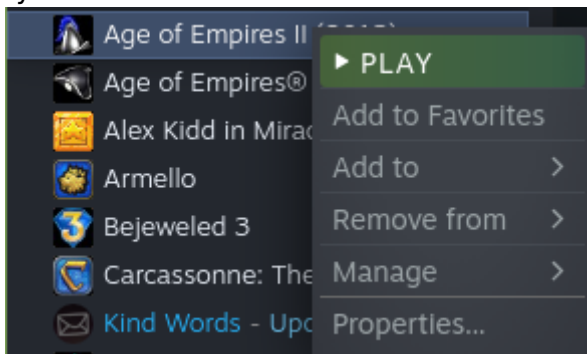 Age of Empires II
PLAY
Age of Empires®
Add to Favorites
Alex Kidd in Mirac
Add to
Armello
Remove from
Bejeweled 3
Manage
Carcassonne: The
Kind Words - Upd
Properties...